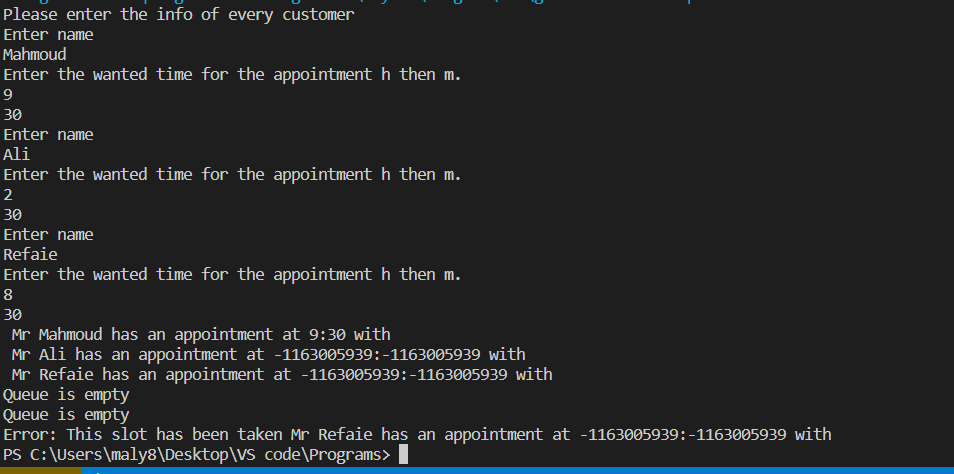 Please enter the info of every customer
Enter name
Mahmoud
Enter the wanted time for the appointment h then m.
9
30
Enter name
Ali
Enter the wanted time for the appointment h then m.
2
30
Enter name
Refaie
Enter the wanted time for the appointment h then m.
8
30
Mr Mahmoud has an appointment at 9:30 with
Mr Ali has an appointment at -1163005939:-1163005939 with
Mr Refaie has an appointment at -1163005939:-1163005939 with
Queue is empty
Queue is empty
Error: This slot has been taken Mr Refaie has an appointment at -1163005939:-1163005939 with
PS C:\Users\maly8\Desktop\VS code\Programs>